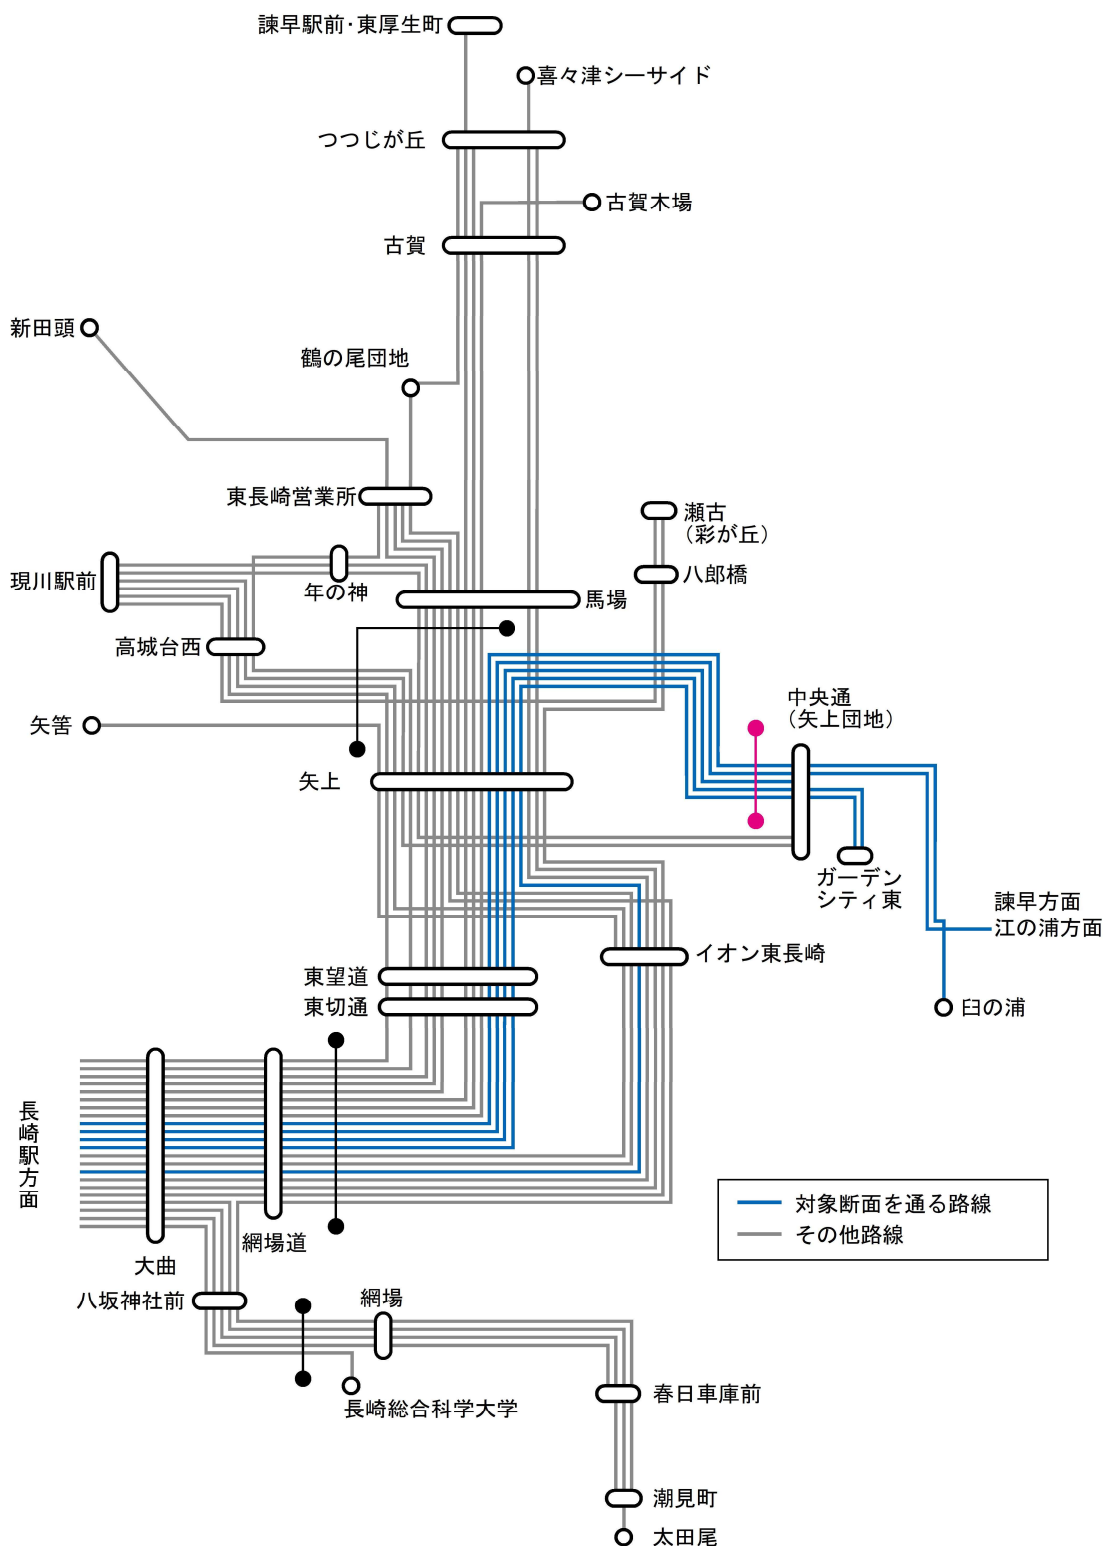 諫早駅前・東厚生町
喜々津シーサイド
つつじが丘
古賀木場
古賀
新田頭
鶴の尾団地
東長崎営業所
瀬古
（彩が丘）
八郎橋
現川駅前
年の神
馬場
高城台西
中央通
（矢上団地）
矢筈
矢上
ガーデン
シティ東
諫早方面
江の浦方面
イオン東長崎
東望道
東切通
臼の浦
長崎駅方面
対象断面を通る路線
その他路線
網場道
大曲
八坂神社前
網場
長崎総合科学大学
春日車庫前
潮見町
太田尾